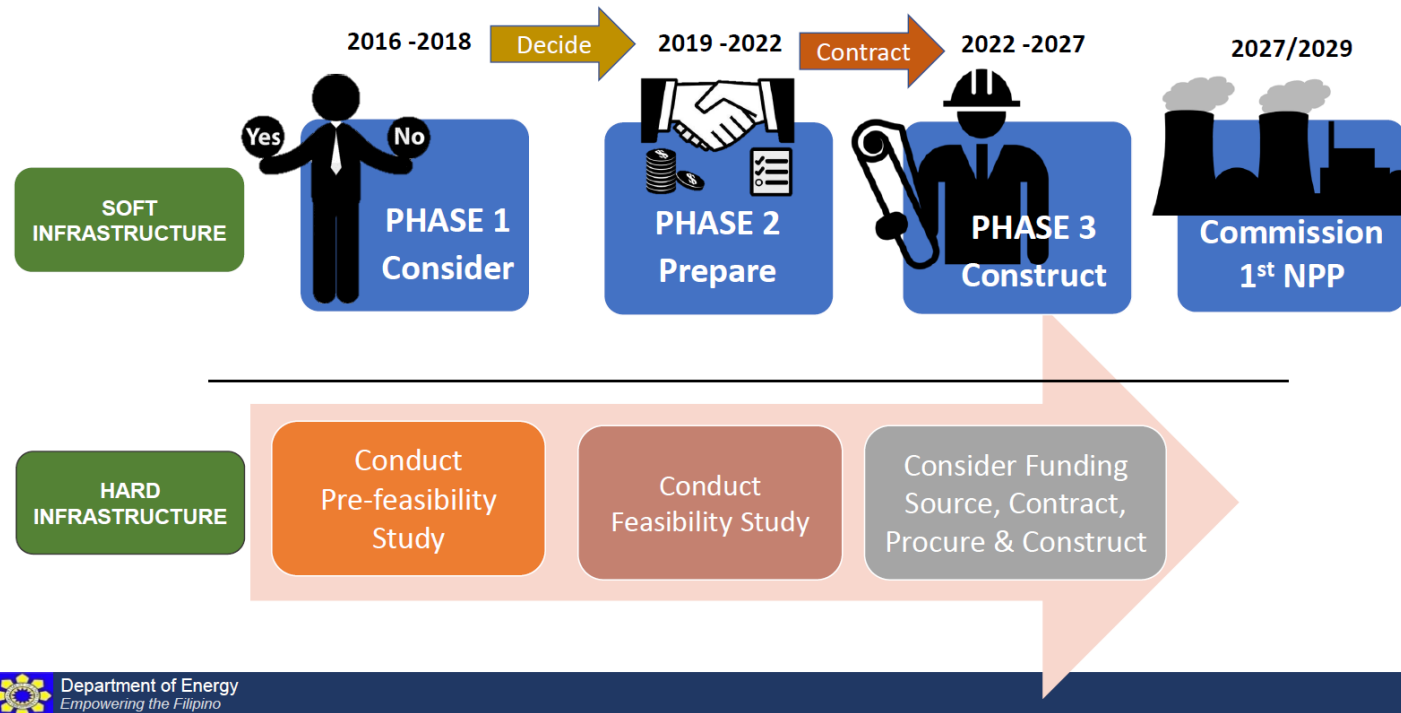 2016 -2018
Decide
2019 -2022
Contract
2022 -2027
2027/2029
Yes
No
SOFT
INFRASTRUCTURE
PHASE 1
Consider
PHASE 2
Prepare
PHASE 3
Construct
Commission
1st NPP
HARD
INFRASTRUCTURE
Conduct
Pre-feasibility
Study
Conduct
Feasibility Study
Consider Funding
Source, Contract,
Procure & Construct
Department of Energy
Empowering the Filipino